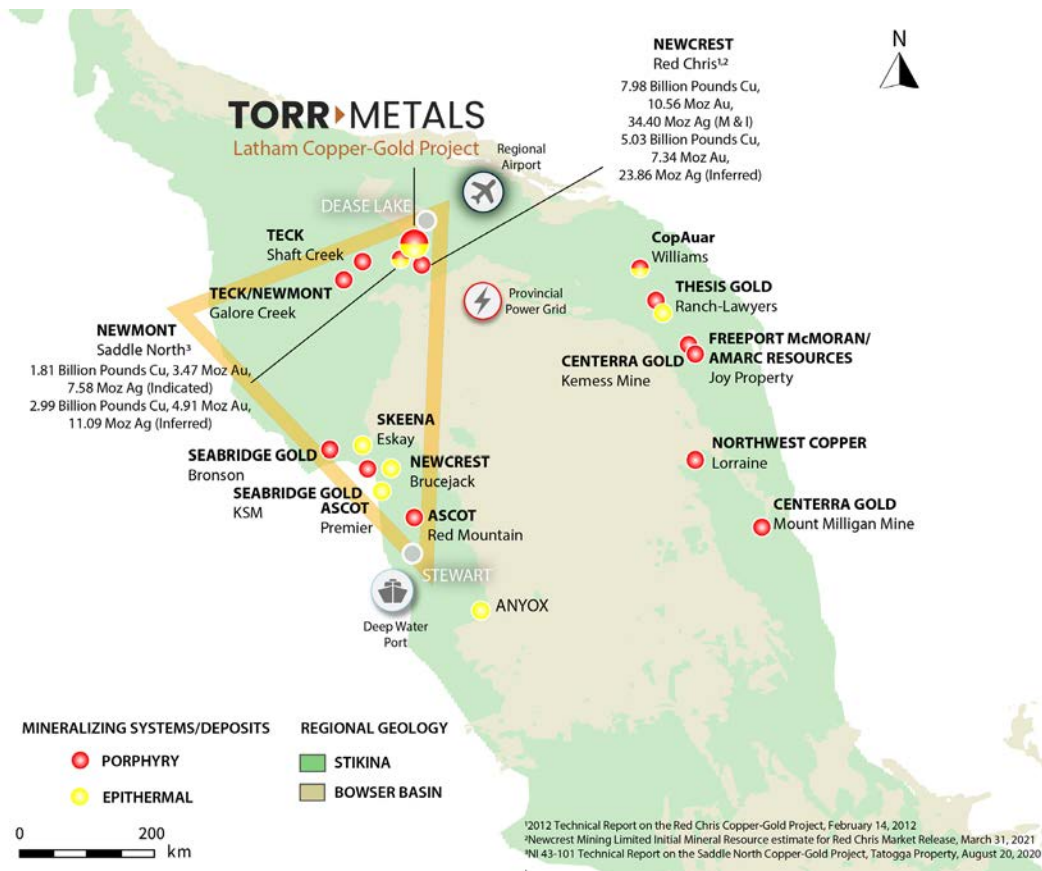 NEWCREST
Red Chris¹,²
7.98 Billion Pounds Cu,
10.56 Moz Au,
34.40 Moz Ag (M & I)
5.03 Billion Pounds Cu,
7.34 Moz Au,
23.86 Moz Ag (Inferred)
N
TORR METALS
Latham Copper-Gold Project
Regional
Airport
DEASE LAKE
TECK
Shaft Creek
TECK/NEWMONT
Galore Creek
Provincial
Power Grid
CopAuar
Williams
THESIS GOLD
Ranch-Lawyers
FREEPORT McMORAN/
AMARC RESOURCES
Joy Property
CENTERRA GOLD
Kemess Mine
NEWMONT
Saddle North³
1.81 Billion Pounds Cu, 3.47 Moz Au,
7.58 Moz Ag (Indicated)
2.99 Billion Pounds Cu, 4.91 Moz Au,
11.09 Moz Ag (Inferred)
SKEENA
Eskay
SEABRIDGE GOLD
Bronson
NEWCREST
Brucejack
SEABRIDGE GOLD
KSM
ASCOT
Premier
ASCOT
Red Mountain
NORTHWEST COPPER
Lorraine
CENTERRA GOLD
Mount Milligan Mine
STEWART
Deep Water
Port
ANYOX
MINERALIZING SYSTEMS/DEPOSITS
PORPHYRY
EPITHERMAL
REGIONAL GEOLOGY
STIKINA
BOWSER BASIN
0 200
km
¹2012 Technical Report on the Red Chris Copper-Gold Project, February 14, 2012
²Newcrest Mining Limited Initial Mineral Resource estimate for Red Chris Market Release, March 31, 2021
³NI 43-101 Technical Report on the Saddle North Copper-Gold Project, Tatogga Property, August 20, 2020